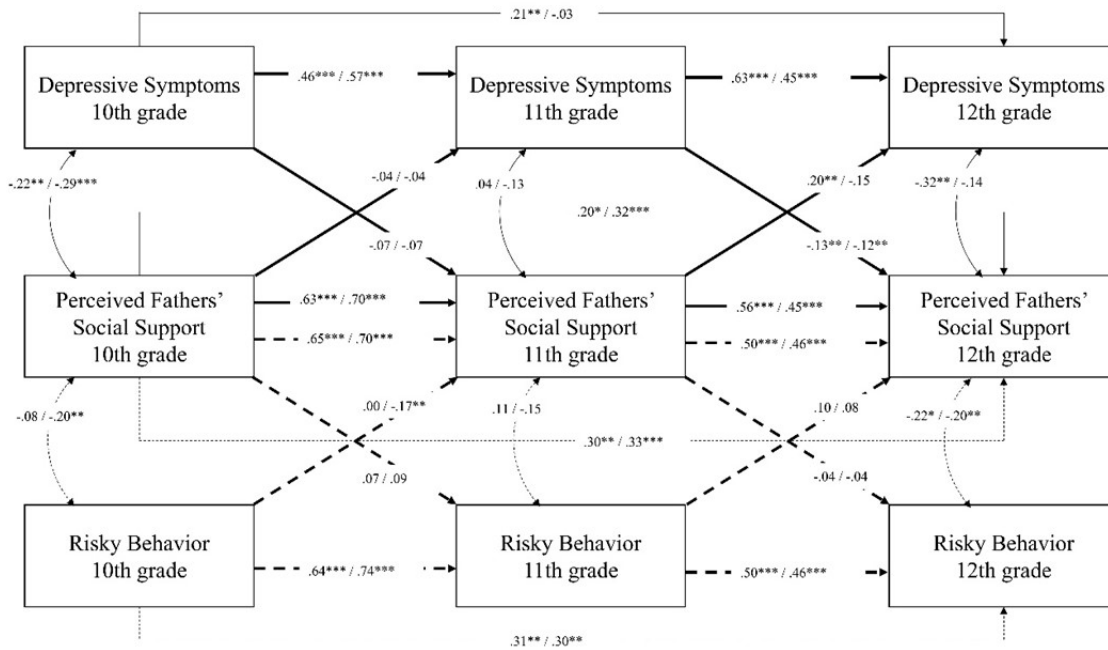 .21** / -.03
Depressive Symptoms
10th grade
.46*** / .57***
Depressive Symptoms
11th grade
.63*** / .45***
Depressive Symptoms
12th grade
-.22** / -.29***
-.04 / -.04
.04 / -.13
.20* / .32***
.20** / -.15
-.32** / -.14
-.07 / -.07
-.13** / -.12**
Perceived Fathers’
Social Support
10th grade
.63*** / .70***
.65*** / .70***
Perceived Fathers’
Social Support
11th grade
.56*** / .45***
.50*** / .46***
Perceived Fathers’
Social Support
12th grade
-.08 / -.20**
.00 / -.17**
.11 / -.15
.10 / .08
-.22* / -.20**
.30** / .33***
.07 / .09
-.04 / -.04
Risky Behavior
10th grade
.64*** / .74***
Risky Behavior
11th grade
.50*** / .46***
Risky Behavior
12th grade
.31** / .30**